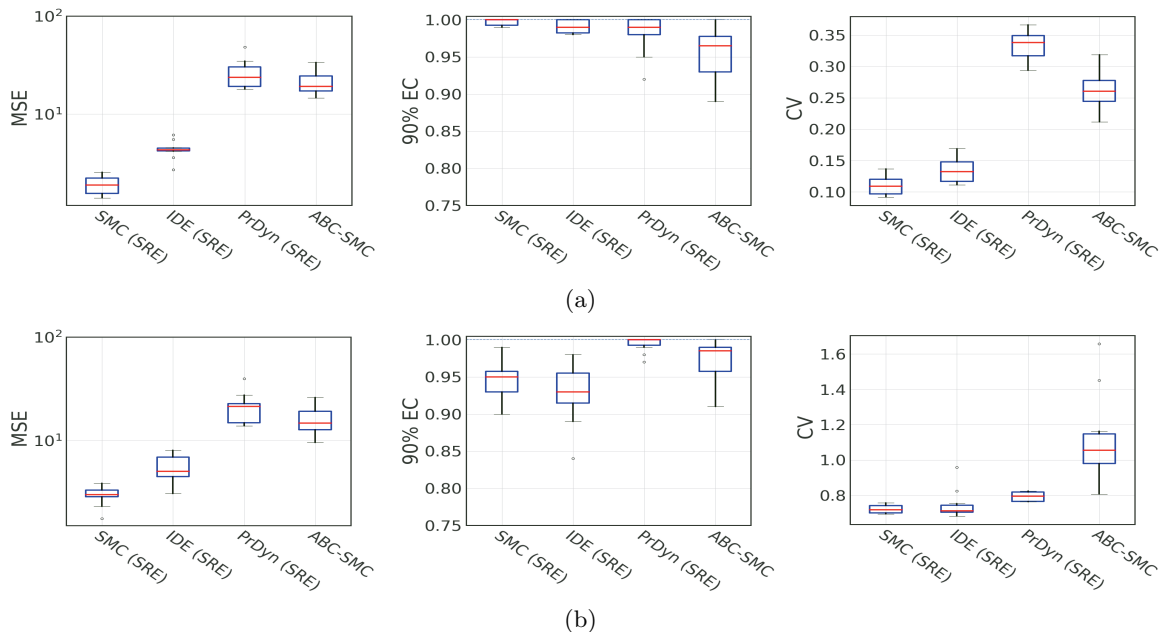 10²
10¹
MSE
SMC (SRE)
IDE (SRE)
PrDyn (SRE)
ABC-SMC
1.00
0.95
0.90
0.85
0.80
0.75
90% EC
SMC (SRE)
IDE (SRE)
PrDyn (SRE)
ABC-SMC
0.35
0.30
0.25
0.20
0.15
0.10
CV
SMC (SRE)
IDE (SRE)
PrDyn (SRE)
ABC-SMC
(a)
10²
10¹
MSE
SMC (SRE)
IDE (SRE)
PrDyn (SRE)
ABC-SMC
1.00
0.95
0.90
0.85
0.80
0.75
90% EC
SMC (SRE)
IDE (SRE)
PrDyn (SRE)
ABC-SMC
1.6
1.4
1.2
1.0
0.8
CV
SMC (SRE)
IDE (SRE)
PrDyn (SRE)
ABC-SMC
(b)